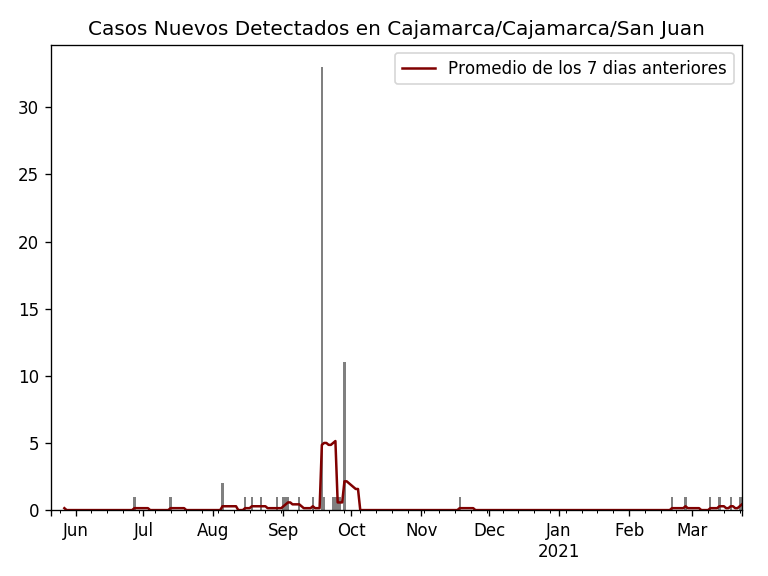 Casos Nuevos Detectados en Cajamarca/Cajamarca/San Juan
Promedio de los 7 dias anteriores
30
25
20
15
10
5
0
Jun Jul Aug Sep Oct Nov Dec Jan Feb Mar
2021